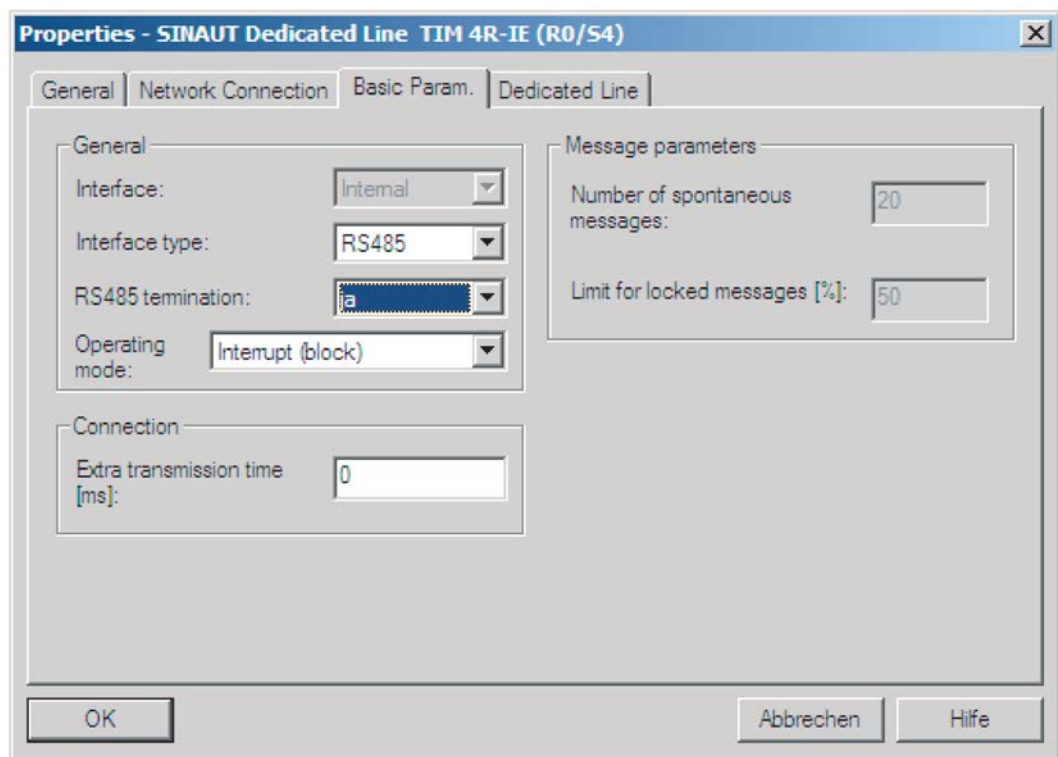 Properties - SINAUT Dedicated Line TIM 4R-IE (R0/S4)
General
Network Connection
Basic Param.
Dedicated Line
General
Interface:
Internal
Interface type:
RS485
RS485 termination:
ja
Operating
mode:
Interrupt (block)
Connection
Extra transmission time
[ms]:
0
Message parameters
Number of spontaneous
messages:
20
Limit for locked messages [%]:
50
OK
Abbrechen
Hilfe